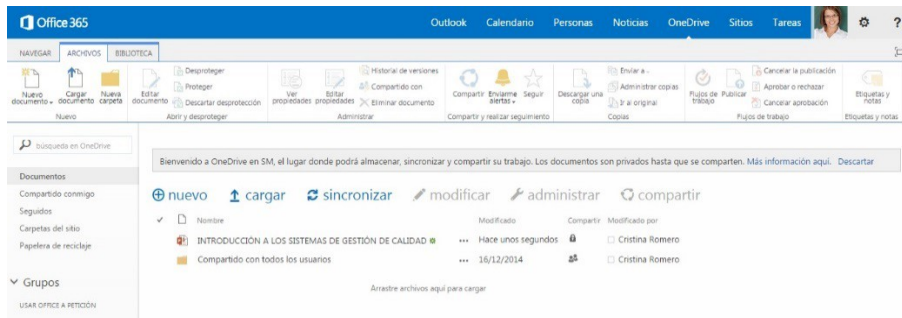 Office 365 Outlook Calendario Personas Noticias OneDrive Sitios Tareas ?
NAVEGAR ARCHIVOS BIBLIOTECA
Nuevo documento Cargar documento Nueva carpeta
Nuevo
Editar documento Desproteger
Proteger
Descartar desprotección
Abrir y desproteger
Ver propiedades Editar propiedades Historial de versiones
Compartido con
Eliminar documento
Administrar
Compartir Enviarme alertas Seguir
Compartir y realizar seguimiento
Descargar una copia Enviar a
Administrar copias
Ir al original
Copias
Flujos de trabajo Publicar Cancelar la publicación
Aprobar o rechazar
Cancelar aprobación
Flujos de trabajo
Etiquetas y notas
Etiquetas y notas
búsqueda en OneDrive
Documentos
Compartido conmigo
Seguidos
Carpetas del sitio
Papelera de reciclaje
Grupos
USAR OFFICE A PETICIÓN
Bienvenido a OneDrive en SM, el lugar donde podrá almacenar, sincronizar y compartir su trabajo. Los documentos son privados hasta que se comparten. Más información aquí. Descartar
nuevo cargar sincronizar modificar administrar compartir
Nombre Modificado Compartir Modificado por
INTRODUCCIÓN A LOS SISTEMAS DE GESTIÓN DE CALIDAD ... Hace unos segundos Cristina Romero
Compartido con todos los usuarios ... 16/12/2014 Cristina Romero
Arrastre archivos aquí para cargar